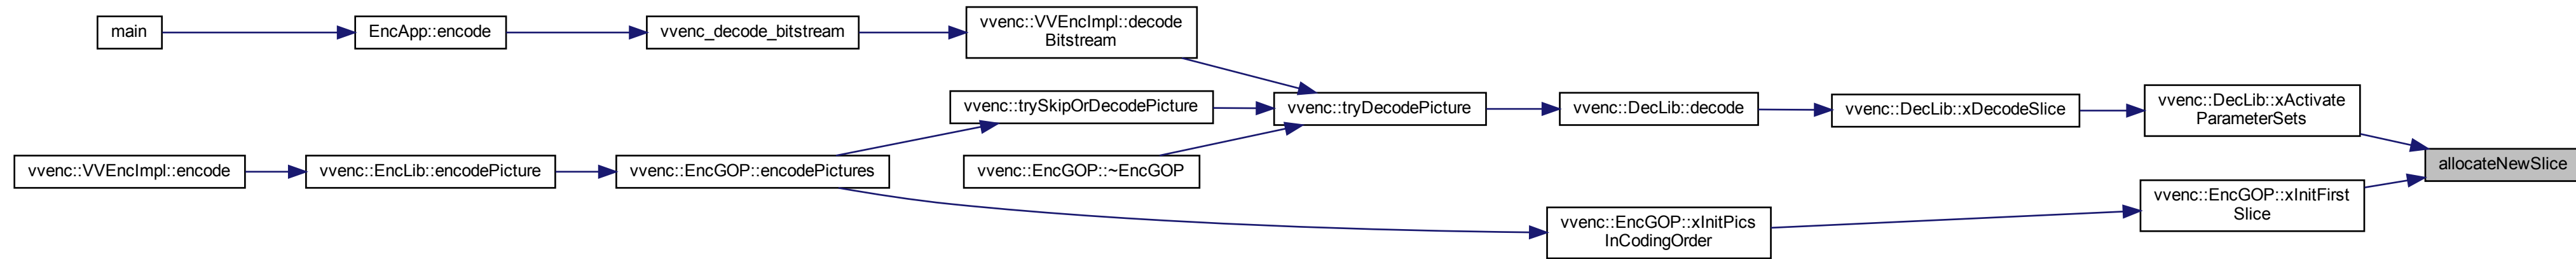 main
EncApp::encode
vvenc_decode_bitstream
vvenc::VVEncImpl::decode
Bitstream
vvenc::trySkipOrDecodePicture
vvenc::tryDecodePicture
vvenc::DecLib::decode
vvenc::DecLib::xDecodeSlice
vvenc::DecLib::xActivate
ParameterSets
allocateNewSlice
vvenc::VVEncImpl::encode
vvenc::EncLib::encodePicture
vvenc::EncGOP::encodePictures
vvenc::EncGOP::~EncGOP
vvenc::EncGOP::xInitPics
InCodingOrder
vvenc::EncGOP::xInitFirst
Slice